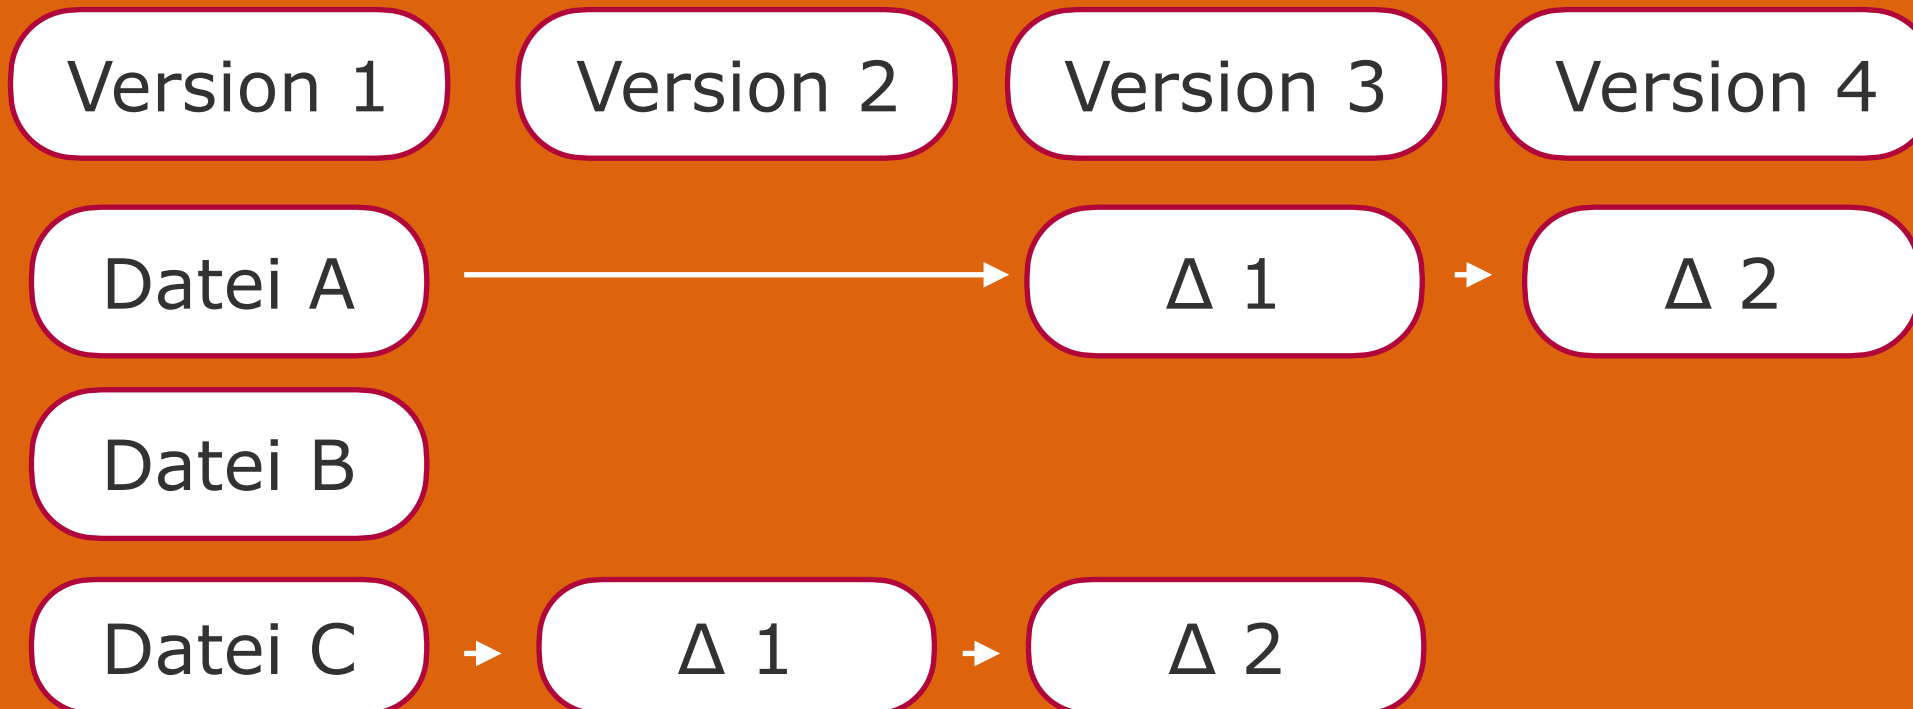 Version 1 Version 2 Version 3 Version 4
Datei A Δ 1 Δ 2
Datei B
Datei C Δ 1 Δ 2